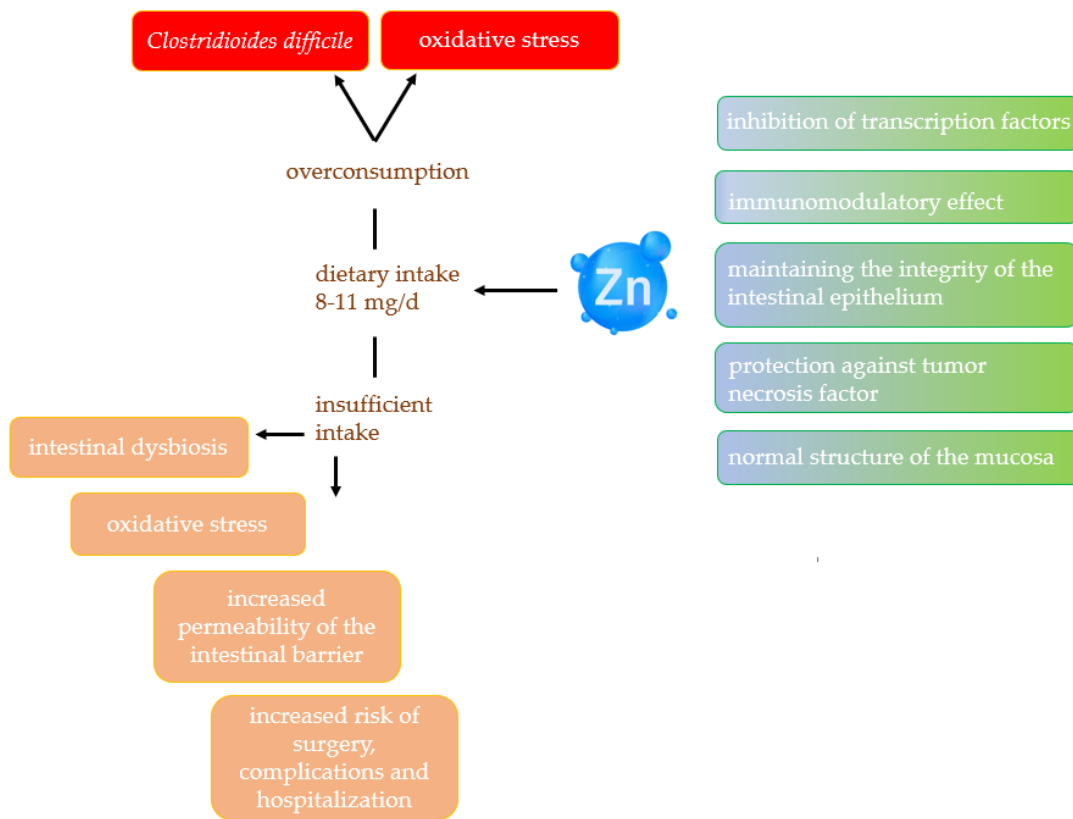 Clostridioides difficile
oxidative stress
overconsumption
dietary intake
8-11 mg/d
insufficient
intake
intestinal dysbiosis
oxidative stress
increased
permeability of the
intestinal barrier
increased risk of
surgery,
complications and
hospitalization
Zn
inhibition of transcription factors
immunomodulatory effect
maintaining the integrity of the
intestinal epithelium
protection against tumor
necrosis factor
normal structure of the mucosa